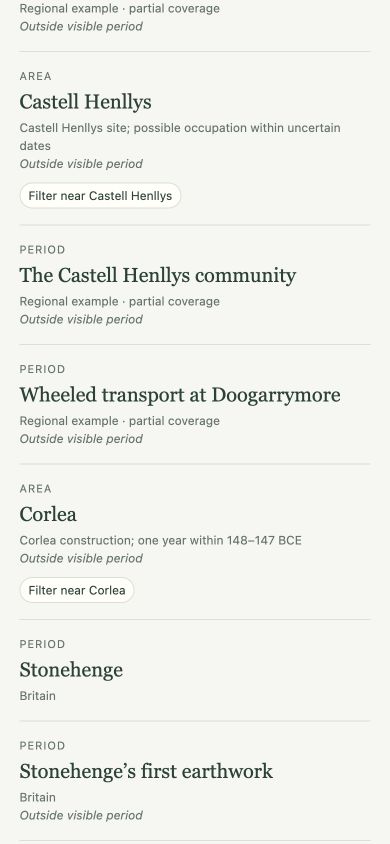 Regional example · partial coverage
Outside visible period
AREA
Castell Henllys
Castell Henllys site; possible occupation within uncertain
dates
Outside visible period
Filter near Castell Henllys
PERIOD
The Castell Henllys community
Regional example · partial coverage
Outside visible period
PERIOD
Wheeled transport at Doogarrymore
Regional example · partial coverage
Outside visible period
AREA
Corlea
Corlea construction; one year within 148–147 BCE
Outside visible period
Filter near Corlea
PERIOD
Stonehenge
Britain
PERIOD
Stonehenge’s first earthwork
Britain
Outside visible period